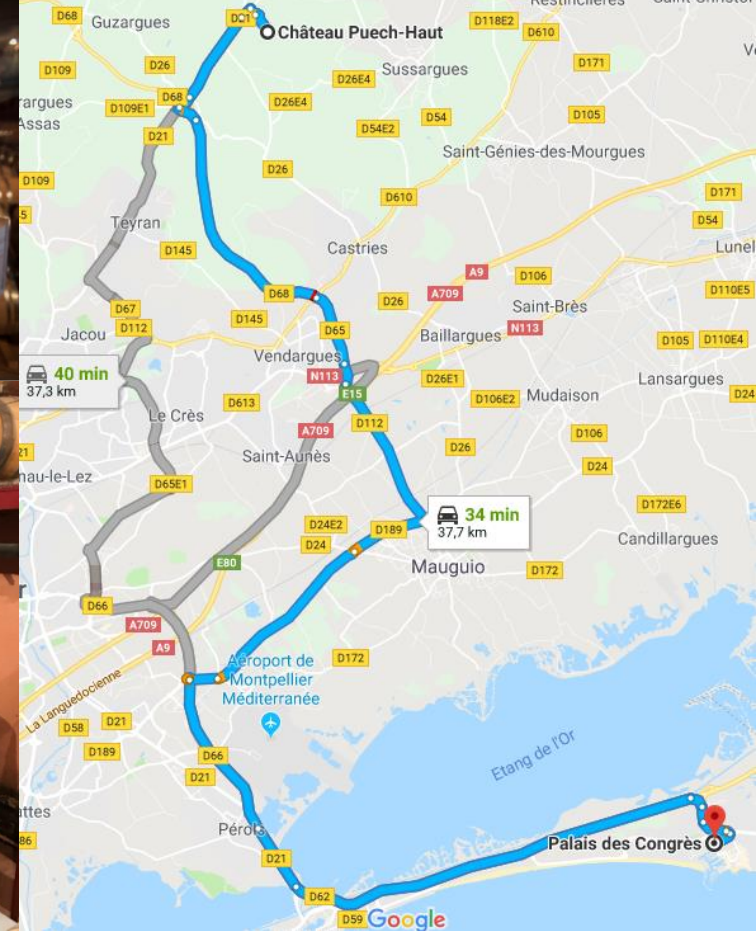 Restinclières
D68
Guzargues
D21
Château Puech-Haut
D118E2
D610
D109
D26
Sussargues
D171
D26E4
D68
D109E1
D26E4
D54
D105
Assas
D21
D54E2
Saint-Génies-des-Mourgues
D26
D109
D610
D171
Teyran
D54
D145
Castries
Lunel
A9
D106
D67
D68
D26
A709
D110E5
D112
D145
D65
Saint-Brès
Jacou
Baillargues
N113
D105
D110E4
Vendargues
40 min
37,3 km
N113
D26E1
Lansargues
E15
D106E2
Mudaison
D24
Le Crès
D613
D112
A709
D106
D26
Saint-Aunès
D24
D65E1
D172E6
34 min
37,7 km
D24E2
D189
Candillargues
D24
E80
Mauguio
D172
D66
A709
A9
D172
Aéroport de
Montpellier
Méditerranée
La Languedocienne
D58
D21
D189
D66
D21
Etang de l'Or
Pérols
Palais des Congrès
D21
D62
D59
Google